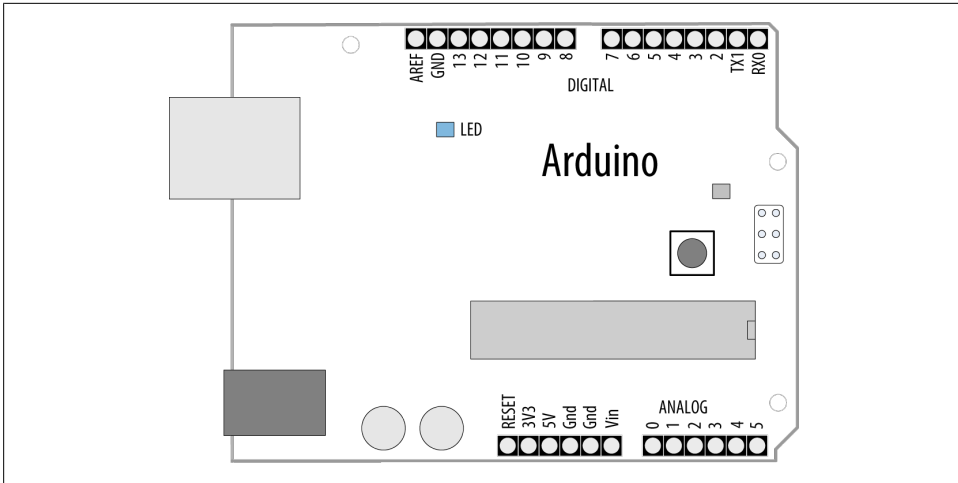 AREF GND 13 12 11 10 9 8 7 6 5 4 3 2 TX1 RX0
DIGITAL
LED
Arduino
RESET 3V3 5V Gnd Gnd Vin
ANALOG
0 1 2 3 4 5